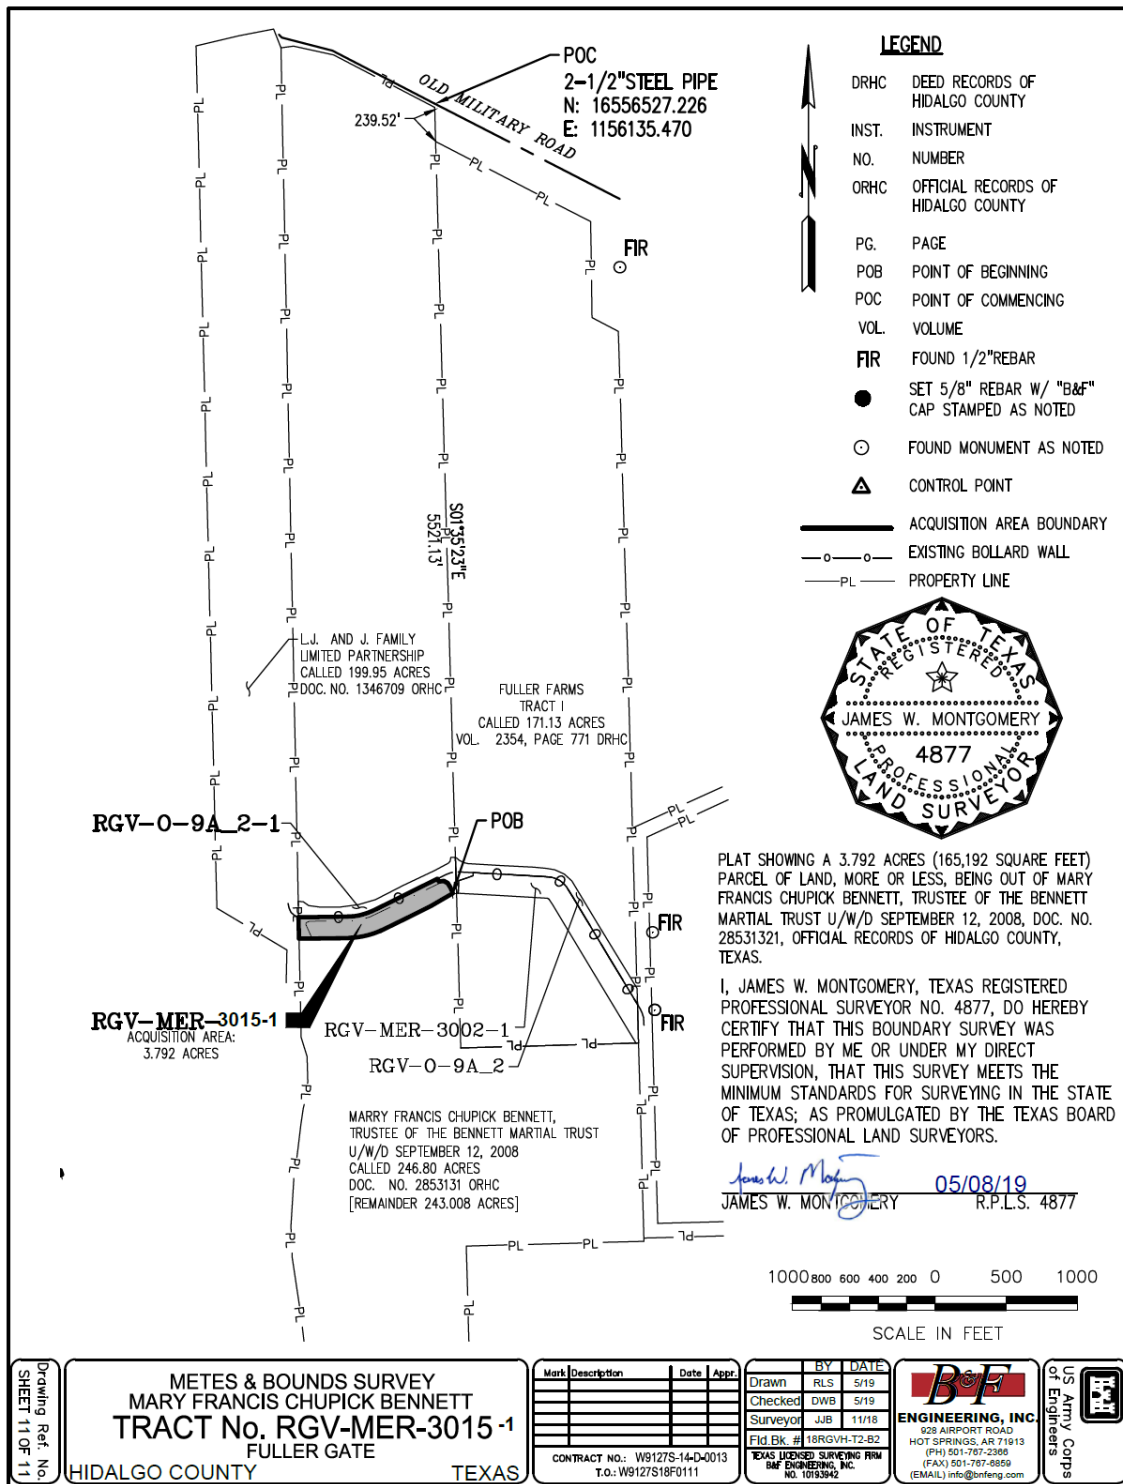 POC
2-1/2"STEEL PIPE
N: 16556527.226
E: 1156135.470
OLD MILITARY ROAD
239.52'
FIR
S01°35'23"E
5521.13'
L.J. AND J. FAMILY
LIMITED PARTNERSHIP
CALLED 199.95 ACRES
DOC. NO. 1346709 ORHC
FULLER FARMS
TRACT I
CALLED 171.13 ACRES
VOL. 2354, PAGE 771 DRHC
RGV-O-9A_2-1
POB
FIR
FIR
RGV-MER-3015-1
ACQUISITION AREA:
3.792 ACRES
RGV-MER-3002-1
RGV-O-9A_2
MARRY FRANCIS CHUPICK BENNETT,
TRUSTEE OF THE BENNETT MARTIAL TRUST
U/W/D SEPTEMBER 12, 2008
CALLED 246.80 ACRES
DOC. NO. 2853131 ORHC
[REMAINDER 243.008 ACRES]
LEGEND
N
DRHC DEED RECORDS OF
HIDALGO COUNTY
INST. INSTRUMENT
NO. NUMBER
ORHC OFFICIAL RECORDS OF
HIDALGO COUNTY
PG. PAGE
POB POINT OF BEGINNING
POC POINT OF COMMENCING
VOL. VOLUME
FIR FOUND 1/2"REBAR
SET 5/8" REBAR W/ "B&F"
CAP STAMPED AS NOTED
FOUND MONUMENT AS NOTED
CONTROL POINT
ACQUISITION AREA BOUNDARY
EXISTING BOLLARD WALL
PL PROPERTY LINE
STATE OF TEXAS
REGISTERED
JAMES W. MONTGOMERY
4877
PROFESSIONAL
LAND SURVEYOR
PLAT SHOWING A 3.792 ACRES (165,192 SQUARE FEET)
PARCEL OF LAND, MORE OR LESS, BEING OUT OF MARY
FRANCIS CHUPICK BENNETT, TRUSTEE OF THE BENNETT
MARTIAL TRUST U/W/D SEPTEMBER 12, 2008, DOC. NO.
28531321, OFFICIAL RECORDS OF HIDALGO COUNTY,
TEXAS.
I, JAMES W. MONTGOMERY, TEXAS REGISTERED
PROFESSIONAL SURVEYOR NO. 4877, DO HEREBY
CERTIFY THAT THIS BOUNDARY SURVEY WAS
PERFORMED BY ME OR UNDER MY DIRECT
SUPERVISION, THAT THIS SURVEY MEETS THE
MINIMUM STANDARDS FOR SURVEYING IN THE STATE
OF TEXAS; AS PROMULGATED BY THE TEXAS BOARD
OF PROFESSIONAL LAND SURVEYORS.
05/08/19
JAMES W. MONTGOMERY R.P.L.S. 4877
1000 800 600 400 200 0 500 1000
SCALE IN FEET
Drawing Ref. No.
SHEET 11 OF 11
METES & BOUNDS SURVEY
MARY FRANCIS CHUPICK BENNETT
TRACT No. RGV-MER-3015 -1
FULLER GATE
HIDALGO COUNTY TEXAS
Mark Description Date Appr.
CONTRACT NO.: W9127S-14-D-0013
T.O.: W9127S18F0111
BY DATE
Drawn RLS 5/19
Checked DWB 5/19
Surveyor JJB 11/18
Fld.Bk. # 18RGVH-T2-B2
TEXAS LICENSED SURVEYING FIRM
B&F ENGINEERING, INC.
NO. 10193942
B&F
ENGINEERING, INC.
928 AIRPORT ROAD
HOT SPRINGS, AR 71913
(PH) 501-767-2366
(FAX) 501-767-6859
(EMAIL) info@bnfeng.com
US Army Corps
of Engineers